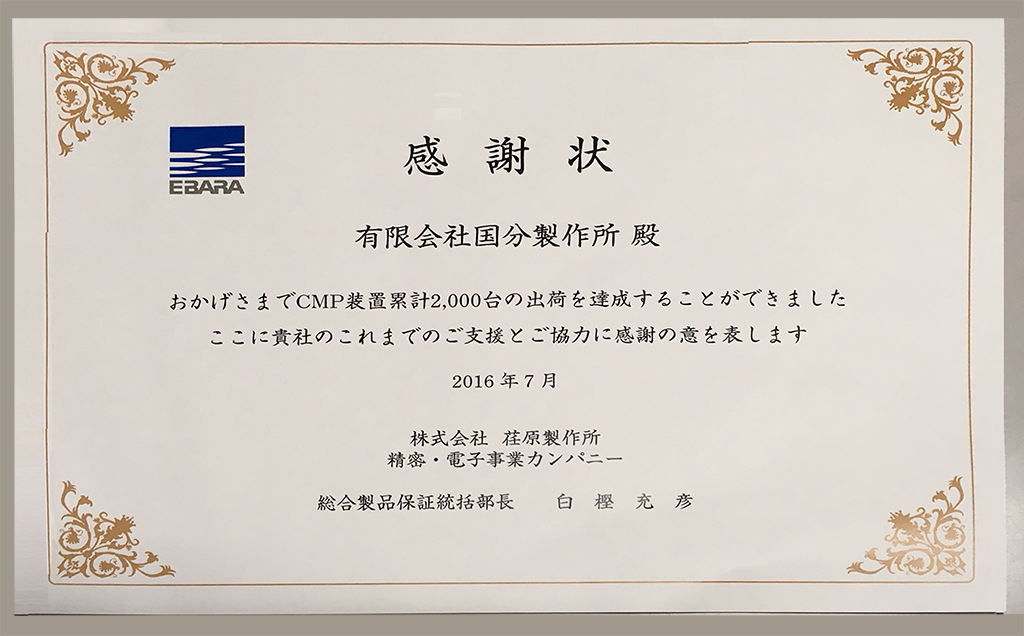 EBARA
感謝状
有限会社国分製作所 殿
おかげさまでCMP装置累計2,000台の出荷を達成することができました
ここに貴社のこれまでのご支援とご協力に感謝の意を表します
2016年7月
株式会社 荏原製作所
精密・電子事業カンパニー
総合製品保証統括部長 白樫充彦